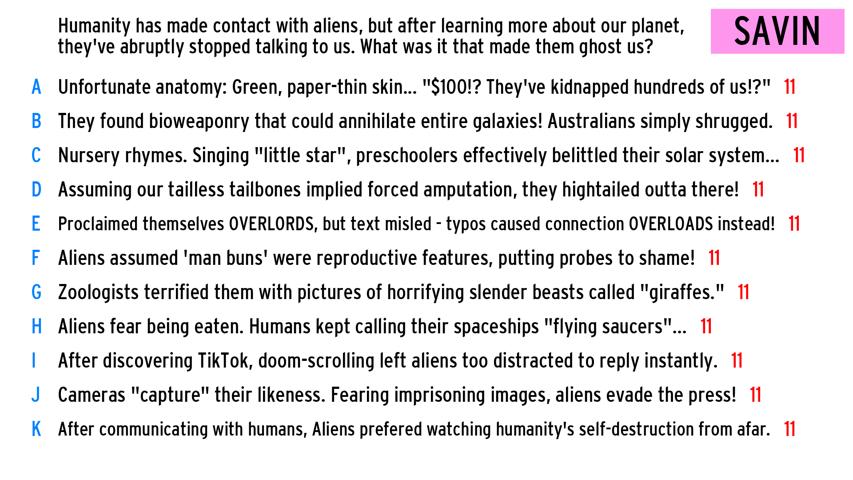 Humanity has made contact with aliens, but after learning more about our planet,
they've abruptly stopped talking to us. What was it that made them ghost us?
SAVIN
A Unfortunate anatomy: Green, paper-thin skin... "$100!? They've kidnapped hundreds of us!?" 11
B They found bioweaponry that could annihilate entire galaxies! Australians simply shrugged. 11
C Nursery rhymes. Singing "little star", preschoolers effectively belittled their solar system... 11
D Assuming our tailless tailbones implied forced amputation, they hightailed outta there! 11
E Proclaimed themselves OVERLORDS, but text misled - typos caused connection OVERLOADS instead! 11
F Aliens assumed 'man buns' were reproductive features, putting probes to shame! 11
G Zoologists terrified them with pictures of horrifying slender beasts called "giraffes." 11
H Aliens fear being eaten. Humans kept calling their spaceships "flying saucers"... 11
I After discovering TikTok, doom-scrolling left aliens too distracted to reply instantly. 11
J Cameras "capture" their likeness. Fearing imprisoning images, aliens evade the press! 11
K After communicating with humans, Aliens prefered watching humanity's self-destruction from afar. 11